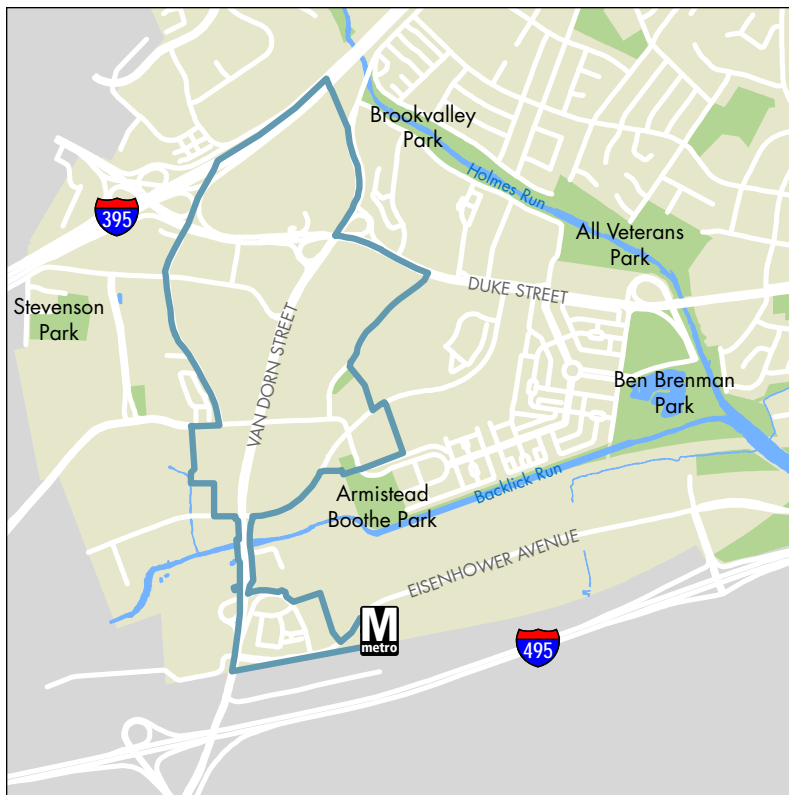 Brookvalley
Park
Holmes Run
395
All Veterans
Park
DUKE STREET
Stevenson
Park
VAN DORN STREET
Ben Brenman
Park
Armistead
Boothe Park
Backlick Run
EISENHOWER AVENUE
M
metro
495